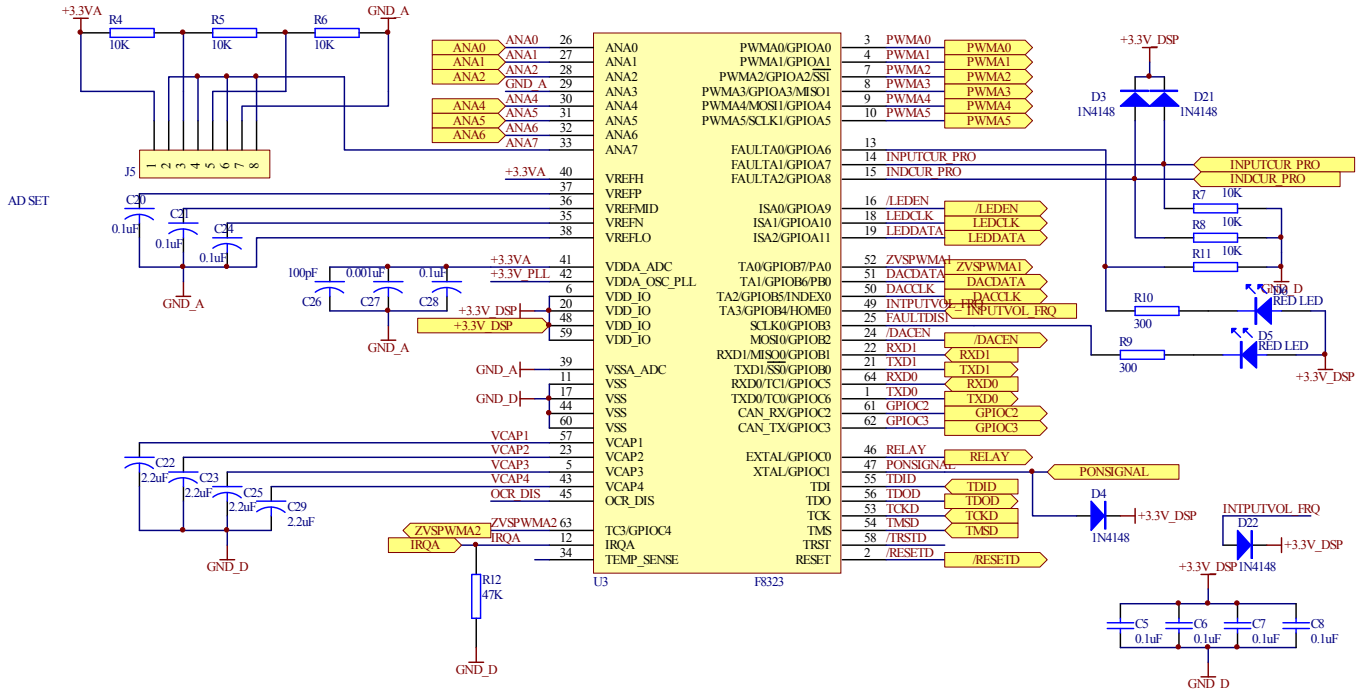 +3.3VA R4 R5 R6 GND_A
10K 10K 10K
J5 1 2 3 4 5 6 7 8
AD SET
C20 0.1uF
C21 0.1uF
C24 0.1uF
GND_A
100pF 0.001uF 0.1uF
C26 C27 C28
GND_A
ANA0 ANA0 26 ANA0
ANA1 ANA1 27 ANA1
ANA2 ANA2 28 ANA2
GND_A 29 ANA3
ANA4 ANA4 30 ANA4
ANA5 ANA5 31 ANA5
ANA6 ANA6 32 ANA6
ANA7 33 ANA7
+3.3VA 40 VREFH
37 VREFP
36 VREFMID
35 VREFN
38 VREFLO
+3.3VA 41 VDDA_ADC
+3.3V_PLL 42 VDDA_OSC_PLL
6 VDD_IO
+3.3V_DSP 20 VDD_IO
+3.3V_DSP 48 VDD_IO
59 VDD_IO
GND_A 39 VSSA_ADC
11 VSS
GND_D 17 VSS
44 VSS
60 VSS
VCAP1 57 VCAP1
VCAP2 23 VCAP2
VCAP3 5 VCAP3
VCAP4 43 VCAP4
OCR_DIS 45 OCR_DIS
C22 2.2uF
C23 2.2uF
C25 2.2uF
C29 2.2uF
GND_D
ZVSPWMA2 ZVSPWMA2 63 TC3/GPIOC4
IRQA IRQA 12 IRQA
34 TEMP_SENSE
R12
47K
GND_D
U3 F8323
PWMA0/GPIOA0 3 PWMA0 PWMA0
PWMA1/GPIOA1 4 PWMA1 PWMA1
PWMA2/GPIOA2/SSI 7 PWMA2 PWMA2
PWMA3/GPIOA3/MISO1 8 PWMA3 PWMA3
PWMA4/MOSI1/GPIOA4 9 PWMA4 PWMA4
PWMA5/SCLK1/GPIOA5 10 PWMA5 PWMA5
FAULTA0/GPIOA6 13
FAULTA1/GPIOA7 14 INPUTCUR_PRO INPUTCUR_PRO
FAULTA2/GPIOA8 15 INDCUR_PRO INDCUR_PRO
ISA0/GPIOA9 16 /LEDEN /LEDEN
ISA1/GPIOA10 18 LEDCLK LEDCLK
ISA2/GPIOA11 19 LEDDATA LEDDATA
TA0/GPIOB7/PA0 52 ZVSPWMA1 ZVSPWMA1
TA1/GPIOB6/PB0 51 DACDATA DACDATA
TA2/GPIOB5/INDEX0 50 DACCLK DACCLK
TA3/GPIOB4/HOME0 49 INTPUTVOL_FRQ INPUTVOL_FRQ
SCLK0/GPIOB3 25 FAULTDIS1
MOSI0/GPIOB2 24 /DACEN /DACEN
RXD1/MISO0/GPIOB1 22 RXD1 RXD1
TXD1/SS0/GPIOB0 21 TXD1 TXD1
RXD0/TC1/GPIOC5 64 RXD0 RXD0
TXD0/TC0/GPIOC6 1 TXD0 TXD0
CAN_RX/GPIOC2 61 GPIOC2 GPIOC2
CAN_TX/GPIOC3 62 GPIOC3 GPIOC3
EXTAL/GPIOC0 46 RELAY RELAY
XTAL/GPIOC1 47 PONSIGNAL PONSIGNAL
TDI 55 TDID TDID
TDO 56 TDOD TDOD
TCK 53 TCKD TCKD
TMS 54 TMSD TMSD
TRST 58 /TRSTD
RESET 2 /RESETD /RESETD
+3.3V_DSP
D3 D21
1N4148 1N4148
R7 10K
R8 10K
R11
GND_D
R10 D6
300 RED LED
R9 D5
300 RED LED
+3.3V_DSP
D4 +3.3V_DSP
1N4148
INTPUTVOL_FRQ
D22 +3.3V_DSP
1N4148
+3.3V_DSP
C5 C6 C7 C8
0.1uF 0.1uF 0.1uF 0.1uF
GND_D